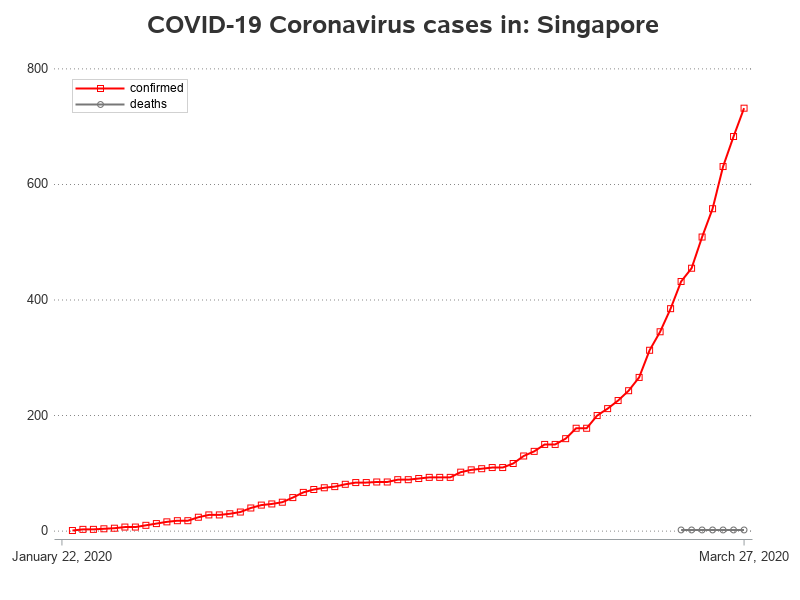 COVID-19 Coronavirus cases in: Singapore
800
confirmed
deaths
600
400
200
0
January 22, 2020
March 27, 2020